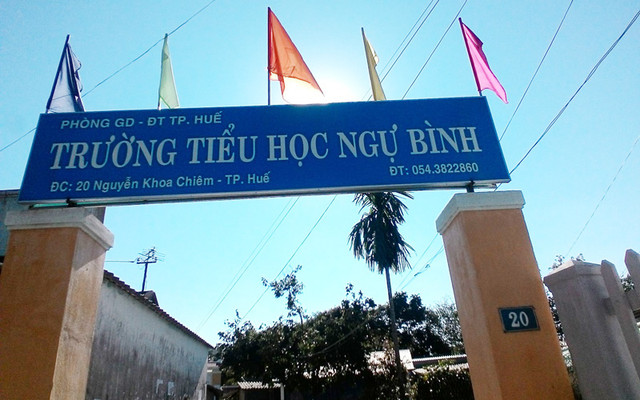 PHÒNG GD - ĐT TP. HUẾ
TRƯỜNG TIỂU HỌC NGỰ BÌNH
ĐC: 20 Nguyễn Khoa Chiêm - TP. Huế
ĐT: 054.3822860
20